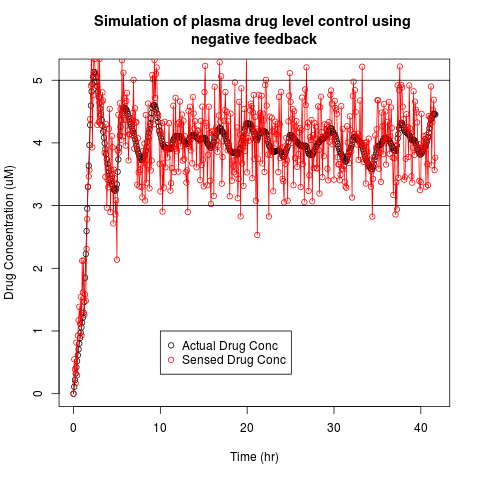 Simulation of plasma drug level control using
negative feedback
Drug Concentration (uM)
5
4
3
2
1
0
Actual Drug Conc
Sensed Drug Conc
0 10 20 30 40
Time (hr)